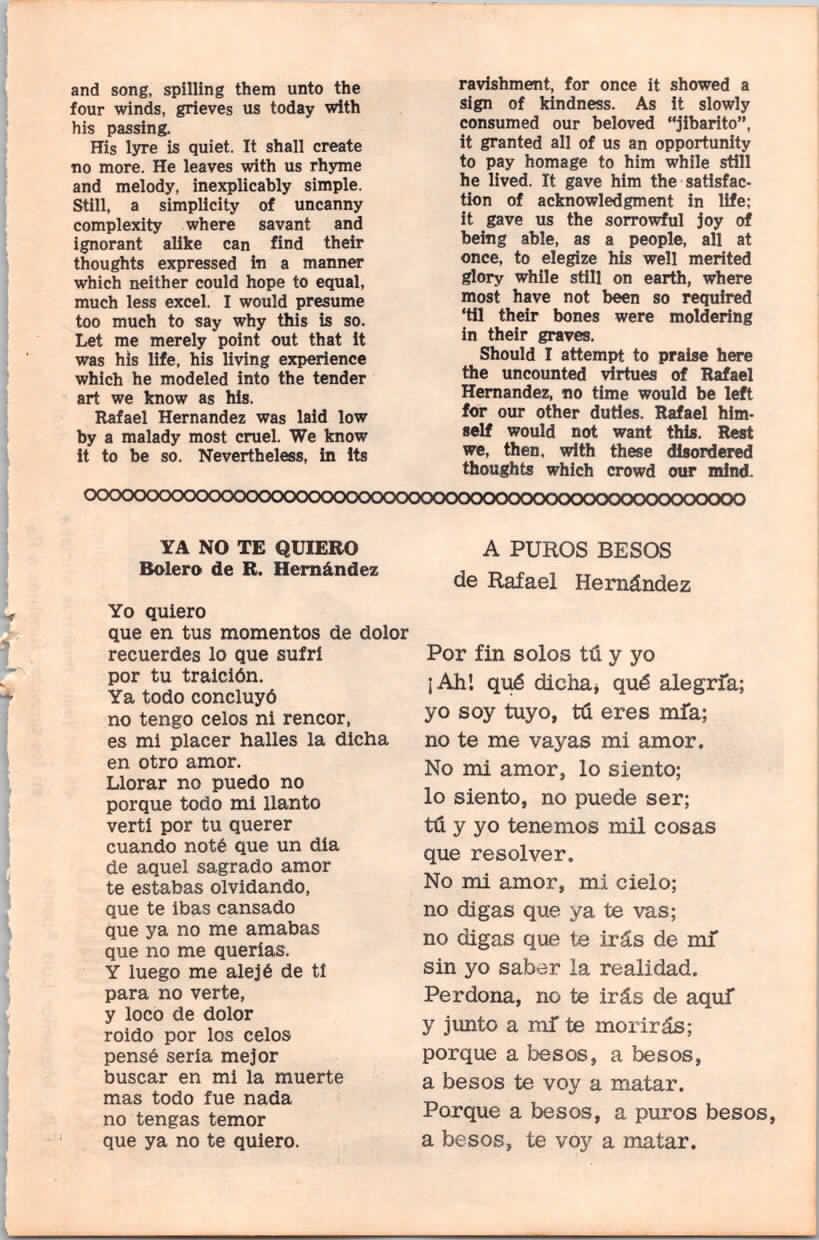 and song, spilling them unto the
four winds, grieves us today with
his passing.
His lyre is quiet. It shall create
no more. He leaves with us rhyme
and melody, inexplicably simple.
Still, a simplicity of uncanny
complexity where savant and
ignorant alike can find their
thoughts expressed in a manner
which neither could hope to equal,
much less excel. I would presume
too much to say why this is so.
Let me merely point out that it
was his life, his living experience
which he modeled into the tender
art we know as his.
Rafael Hernandez was laid low
by a malady most cruel. We know
it to be so. Nevertheless, in its
ravishment, for once it showed a
sign of kindness. As it slowly
consumed our beloved “jibarito”,
it granted all of us an opportunity
to pay homage to him while still
he lived. It gave him the satisfac-
tion of acknowledgment in life;
it gave us the sorrowful joy of
being able, as a people, all at
once, to elegize his well merited
glory while still on earth, where
most have not been so required
‘til their bones were moldering
in their graves.
Should I attempt to praise here
the uncounted virtues of Rafael
Hernandez, no time would be left
for our other duties. Rafael him-
self would not want this. Rest
we, then, with these disordered
thoughts which crowd our mind.
YA NO TE QUIERO
Bolero de R. Hernández
Yo quiero
que en tus momentos de dolor
recuerdes lo que sufrí
por tu traición.
Ya todo concluyó
no tengo celos ni rencor,
es mi placer halles la dicha
en otro amor.
Llorar no puedo no
porque todo mi llanto
vertí por tu querer
cuando noté que un día
de aquel sagrado amor
te estabas olvidando,
que te ibas cansado
que ya no me amabas
que no me querías.
Y luego me alejé de tí
para no verte,
y loco de dolor
roido por los celos
pensé sería mejor
buscar en mi la muerte
mas todo fue nada
no tengas temor
que ya no te quiero.
A PUROS BESOS
de Rafael Hernández
Por fin solos tú y yo
¡Ah! qué dicha, qué alegría;
yo soy tuyo, tú eres mía;
no te me vayas mi amor.
No mi amor, lo siento;
lo siento, no puede ser;
tú y yo tenemos mil cosas
que resolver.
No mi amor, mi cielo;
no digas que ya te vas;
no digas que te irás de mí
sin yo saber la realidad.
Perdona, no te irás de aquí
y junto a mí te morirás;
porque a besos, a besos,
a besos te voy a matar.
Porque a besos, a puros besos,
a besos, te voy a matar.